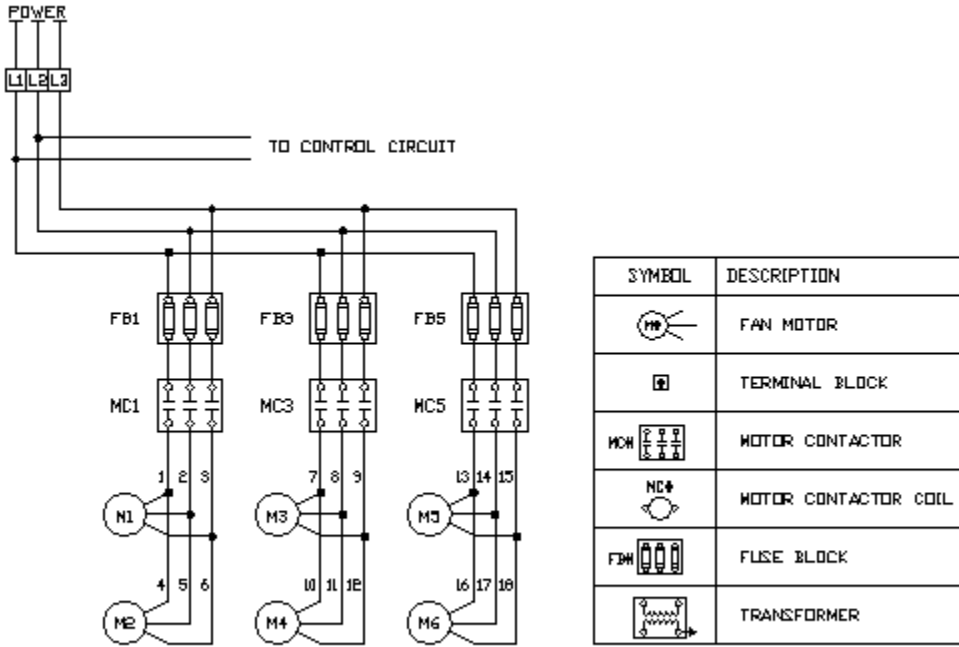 POWER
L1 L2 L3
TO CONTROL CIRCUIT
FB1 FB3 FB5
MC1 MC3 MC5
1 2 3 7 8 9 13 14 15
N1 M3 M5
4 5 6 10 11 12 16 17 18
M2 M4 M6
SYMBOL DESCRIPTION
FAN MOTOR
TERMINAL BLOCK
MOTOR CONTACTOR
MOTOR CONTACTOR COIL
FUSE BLOCK
TRANSFORMER